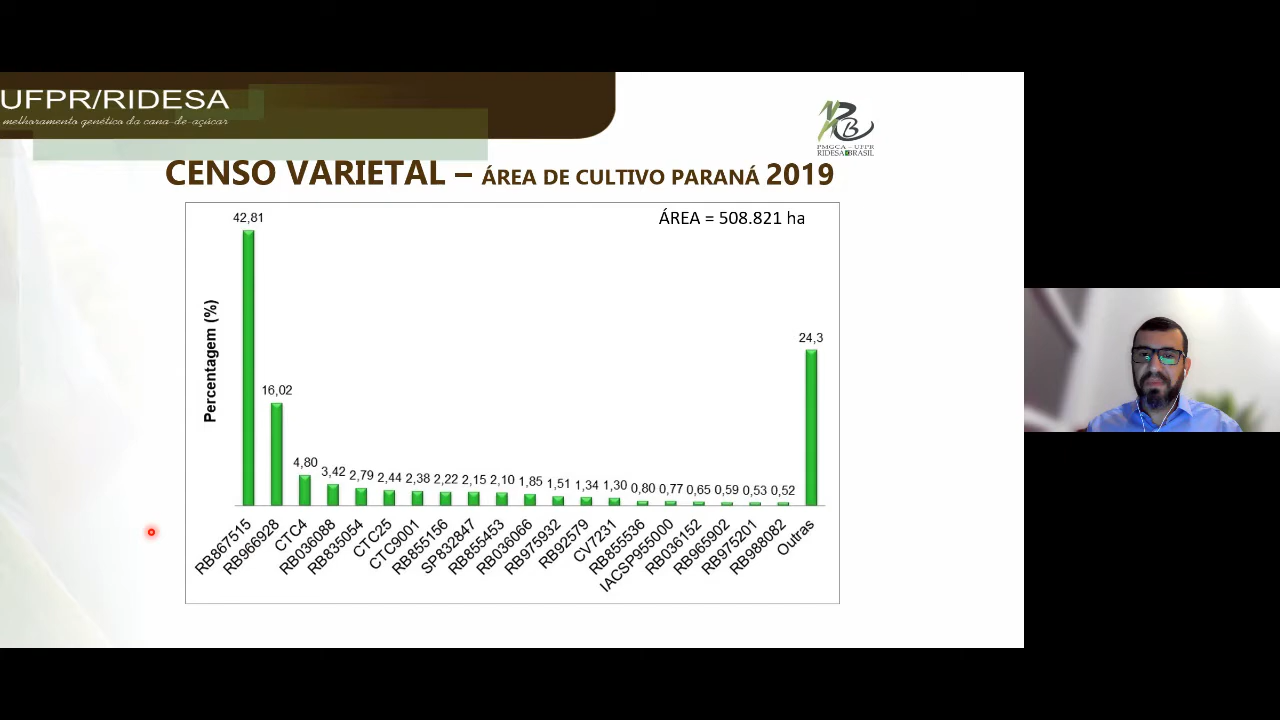 UFPR/RIDESA
melhoramento genético da cana-de-açúcar
PMGCA – UFPR
RIDESA BRASIL
CENSO VARIETAL – ÁREA DE CULTIVO PARANÁ 2019
ÁREA = 508.821 ha
Percentagem (%)
42,81
16,02
4,80
3,42
2,79
2,44
2,38
2,22
2,15
2,10
1,85
1,51
1,34
1,30
0,80
0,77
0,65
0,59
0,53
0,52
24,3
RB867515
RB966928
CTC4
RB036088
RB835054
CTC25
CTC9001
RB855156
SP832847
RB855453
RB036066
RB975932
RB92579
CV7231
RB855536
IACSP955000
RB036152
RB965902
RB975201
RB988082
Outras